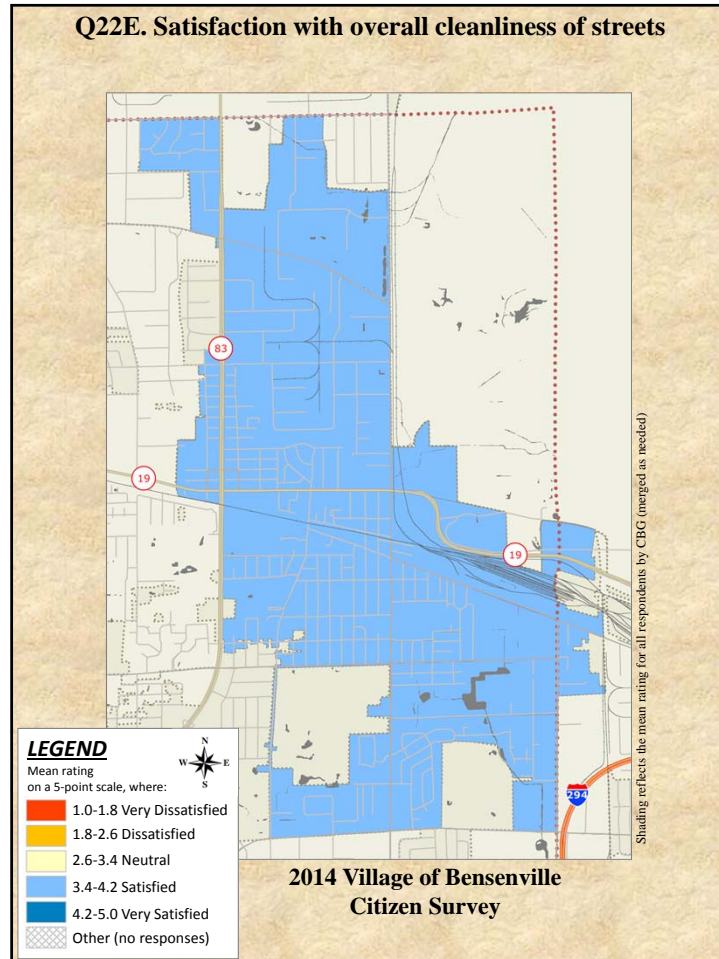 Q22E. Satisfaction with overall cleanliness of streets
83
19
19
294
Shading reflects the mean rating for all respondents by CBG (merged as needed)
LEGEND
N
W E
S
Mean rating
on a 5-point scale, where:
1.0-1.8 Very Dissatisfied
1.8-2.6 Dissatisfied
2.6-3.4 Neutral
3.4-4.2 Satisfied
4.2-5.0 Very Satisfied
Other (no responses)
2014 Village of Bensenville
Citizen Survey